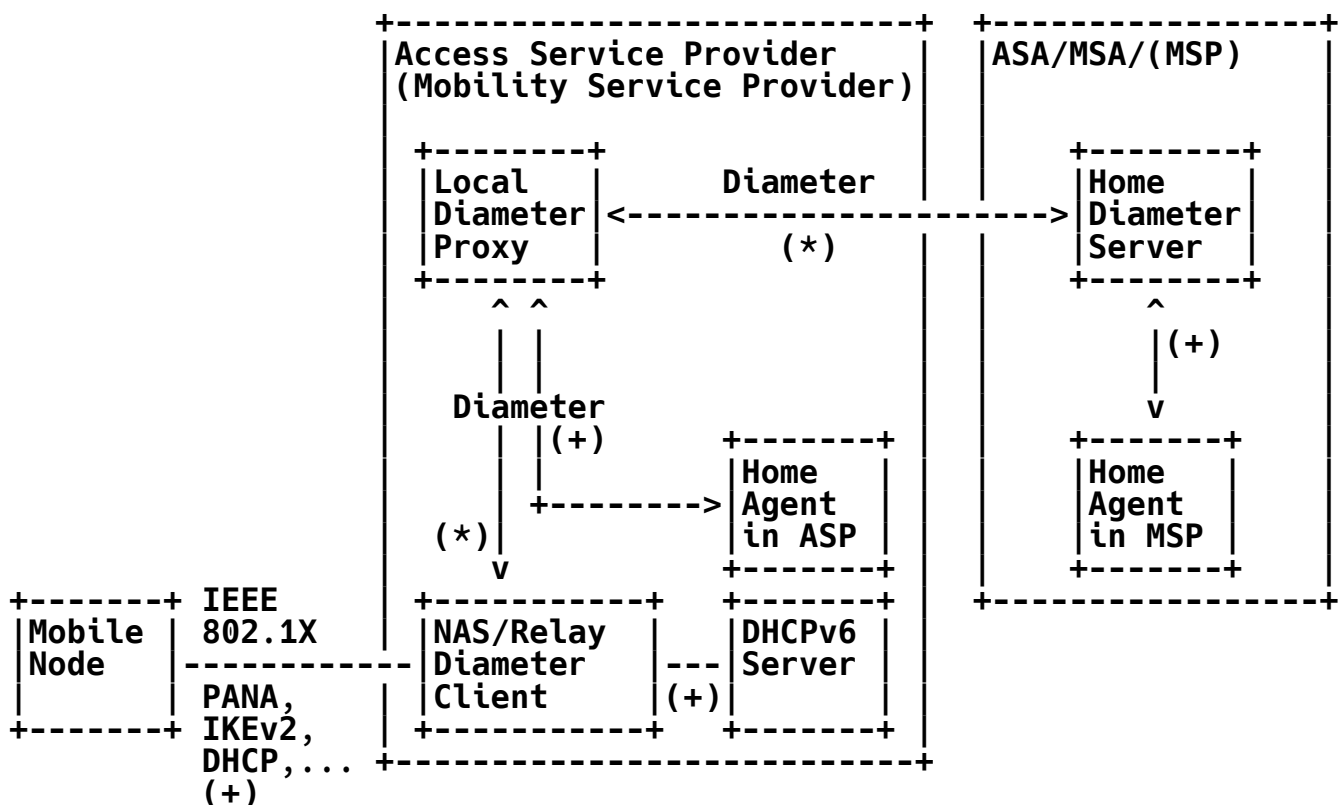 Access Service Provider
(Mobility Service Provider)
ASA/MSA/(MSP)
Local
Diameter
Proxy
Diameter
(*)
Home
Diameter
Server
(+)
Diameter
(+)
(*)
Home
Agent
in ASP
Home
Agent
in MSP
Mobile
Node
IEEE
802.1X
PANA,
IKEv2,
DHCP,...
(+)
NAS/Relay
Diameter
Client
(+)
DHCPv6
Server